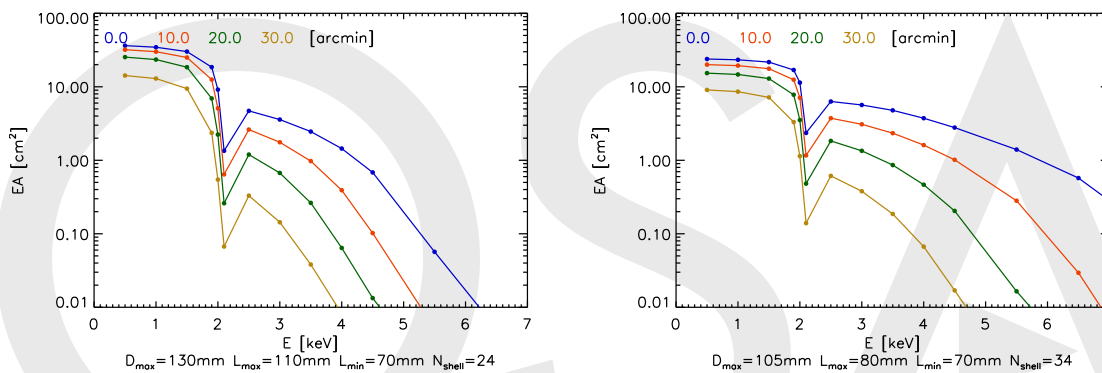 100.00
10.00
1.00
0.10
0.01
EA [cm²]
0.0 10.0 20.0 30.0 [arcmin]
0 1 2 3 4 5 6 7
E [keV]
Dmax=130mm Lmax=110mm Lmin=70mm Nshell=24
100.00
10.00
1.00
0.10
0.01
EA [cm²]
0.0 10.0 20.0 30.0 [arcmin]
0 1 2 3 4 5 6
E [keV]
Dmax=105mm Lmax=80mm Lmin=70mm Nshell=34